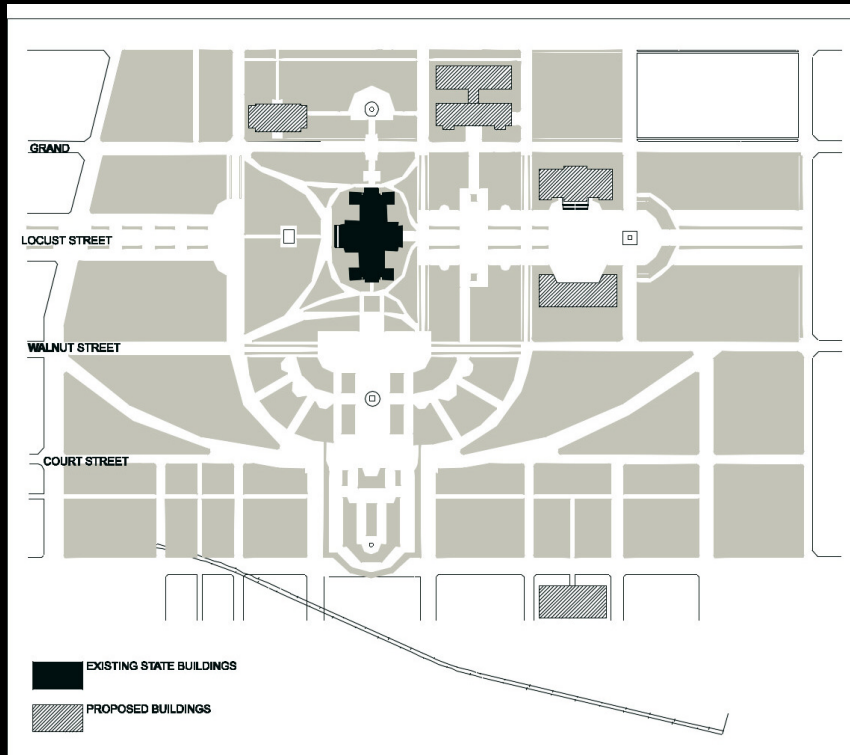 GRAND
LOCUST STREET
WALNUT STREET
COURT STREET
EXISTING STATE BUILDINGS
PROPOSED BUILDINGS